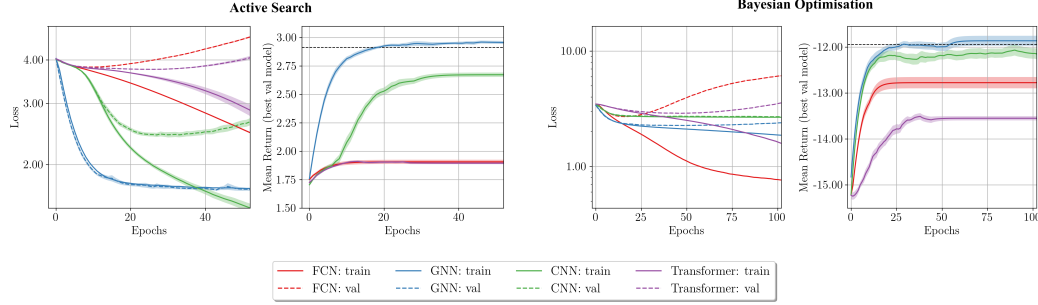 Active Search
Bayesian Optimisation
4.00
3.00
2.00
Loss
0
20
40
Epochs
3.00
2.75
2.50
2.25
2.00
1.75
1.50
Mean Return (best val model)
0
20
40
Epochs
10.00
1.00
Loss
0
25
50
75
102
Epochs
-12.00
-13.00
-14.00
-15.00
Mean Return (best val model)
0
25
50
75
102
Epochs
FCN: train
GNN: train
CNN: train
Transformer: train
FCN: val
GNN: val
CNN: val
Transformer: val